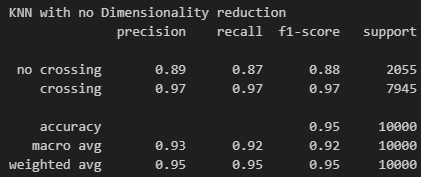 KNN with no Dimensionality reduction
precision recall f1-score support
no crossing 0.89 0.87 0.88 2055
crossing 0.97 0.97 0.97 7945
accuracy 0.95 10000
macro avg 0.93 0.92 0.92 10000
weighted avg 0.95 0.95 0.95 10000